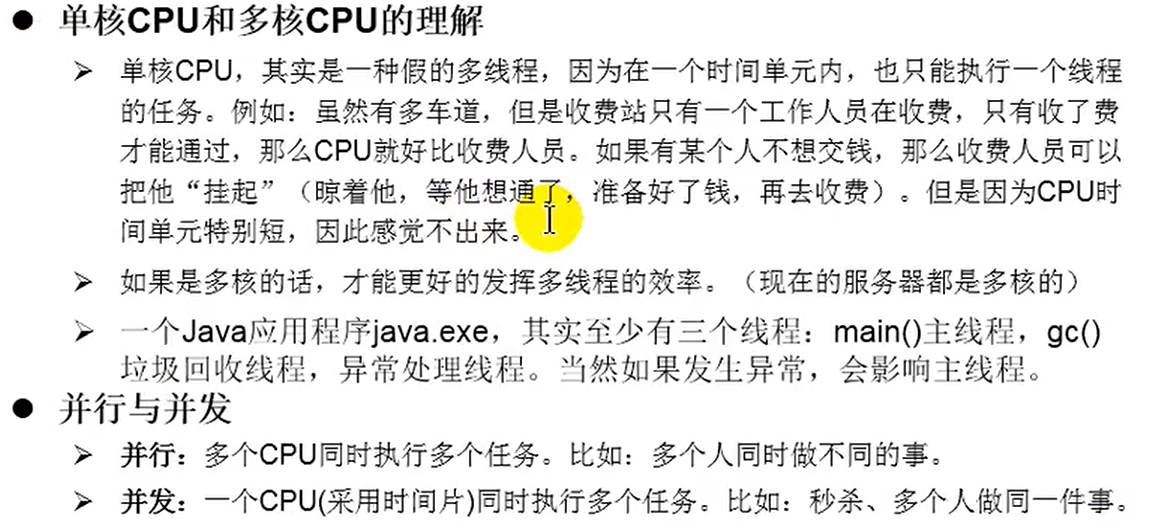 ● 单核CPU和多核CPU的理解
➢ 单核CPU，其实是一种假的多线程，因为在一个时间单元内，也只能执行一个线程
的任务。例如：虽然有多车道，但是收费站只有一个工作人员在收费，只有收了费
才能通过，那么CPU就好比收费人员。如果有某个人不想交钱，那么收费人员可以
把他“挂起”（晾着他，等他想通了，准备好了钱，再去收费）。但是因为CPU时
间单元特别短，因此感觉不出来。
➢ 如果是多核的话，才能更好的发挥多线程的效率。（现在的服务器都是多核的）
➢ 一个Java应用程序java.exe，其实至少有三个线程：main()主线程，gc()
垃圾回收线程，异常处理线程。当然如果发生异常，会影响主线程。
● 并行与并发
➢ 并行：多个CPU同时执行多个任务。比如：多个人同时做不同的事。
➢ 并发：一个CPU(采用时间片)同时执行多个任务。比如：秒杀、多个人做同一件事。